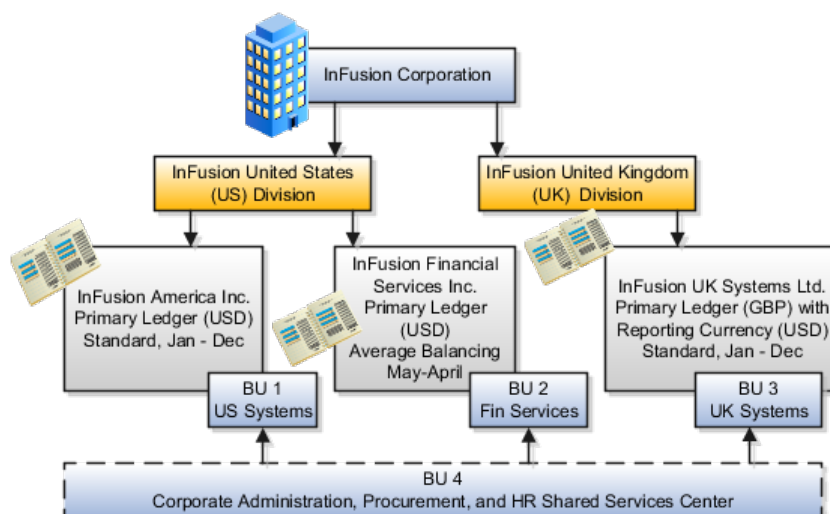 InFusion Corporation
InFusion United States
(US) Division
InFusion United Kingdom
(UK) Division
InFusion America Inc.
Primary Ledger (USD)
Standard, Jan - Dec
InFusion Financial
Services Inc.
Primary Ledger
(USD)
Average Balancing
May-April
InFusion UK Systems Ltd.
Primary Ledger (GBP) with
Reporting Currency (USD)
Standard, Jan - Dec
BU 1
US Systems
BU 2
Fin Services
BU 3
UK Systems
BU 4
Corporate Administration, Procurement, and HR Shared Services Center